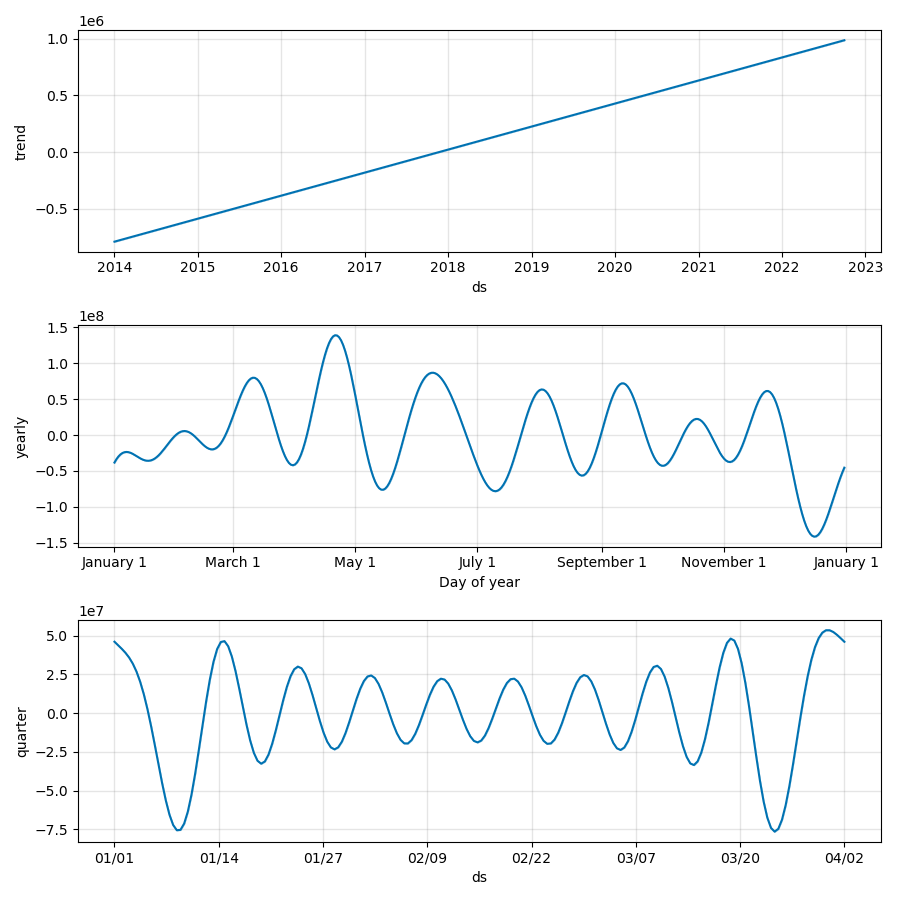 1e6
1.0
0.5
0.0
−0.5
trend
2014 2015 2016 2017 2018 2019 2020 2021 2022 2023
ds
1e8
1.5
1.0
0.5
0.0
−0.5
−1.0
−1.5
yearly
January 1 March 1 May 1 July 1 September 1 November 1 January 1
Day of year
1e7
5.0
2.5
0.0
−2.5
−5.0
−7.5
quarter
01/01 01/14 01/27 02/09 02/22 03/07 03/20 04/02
ds